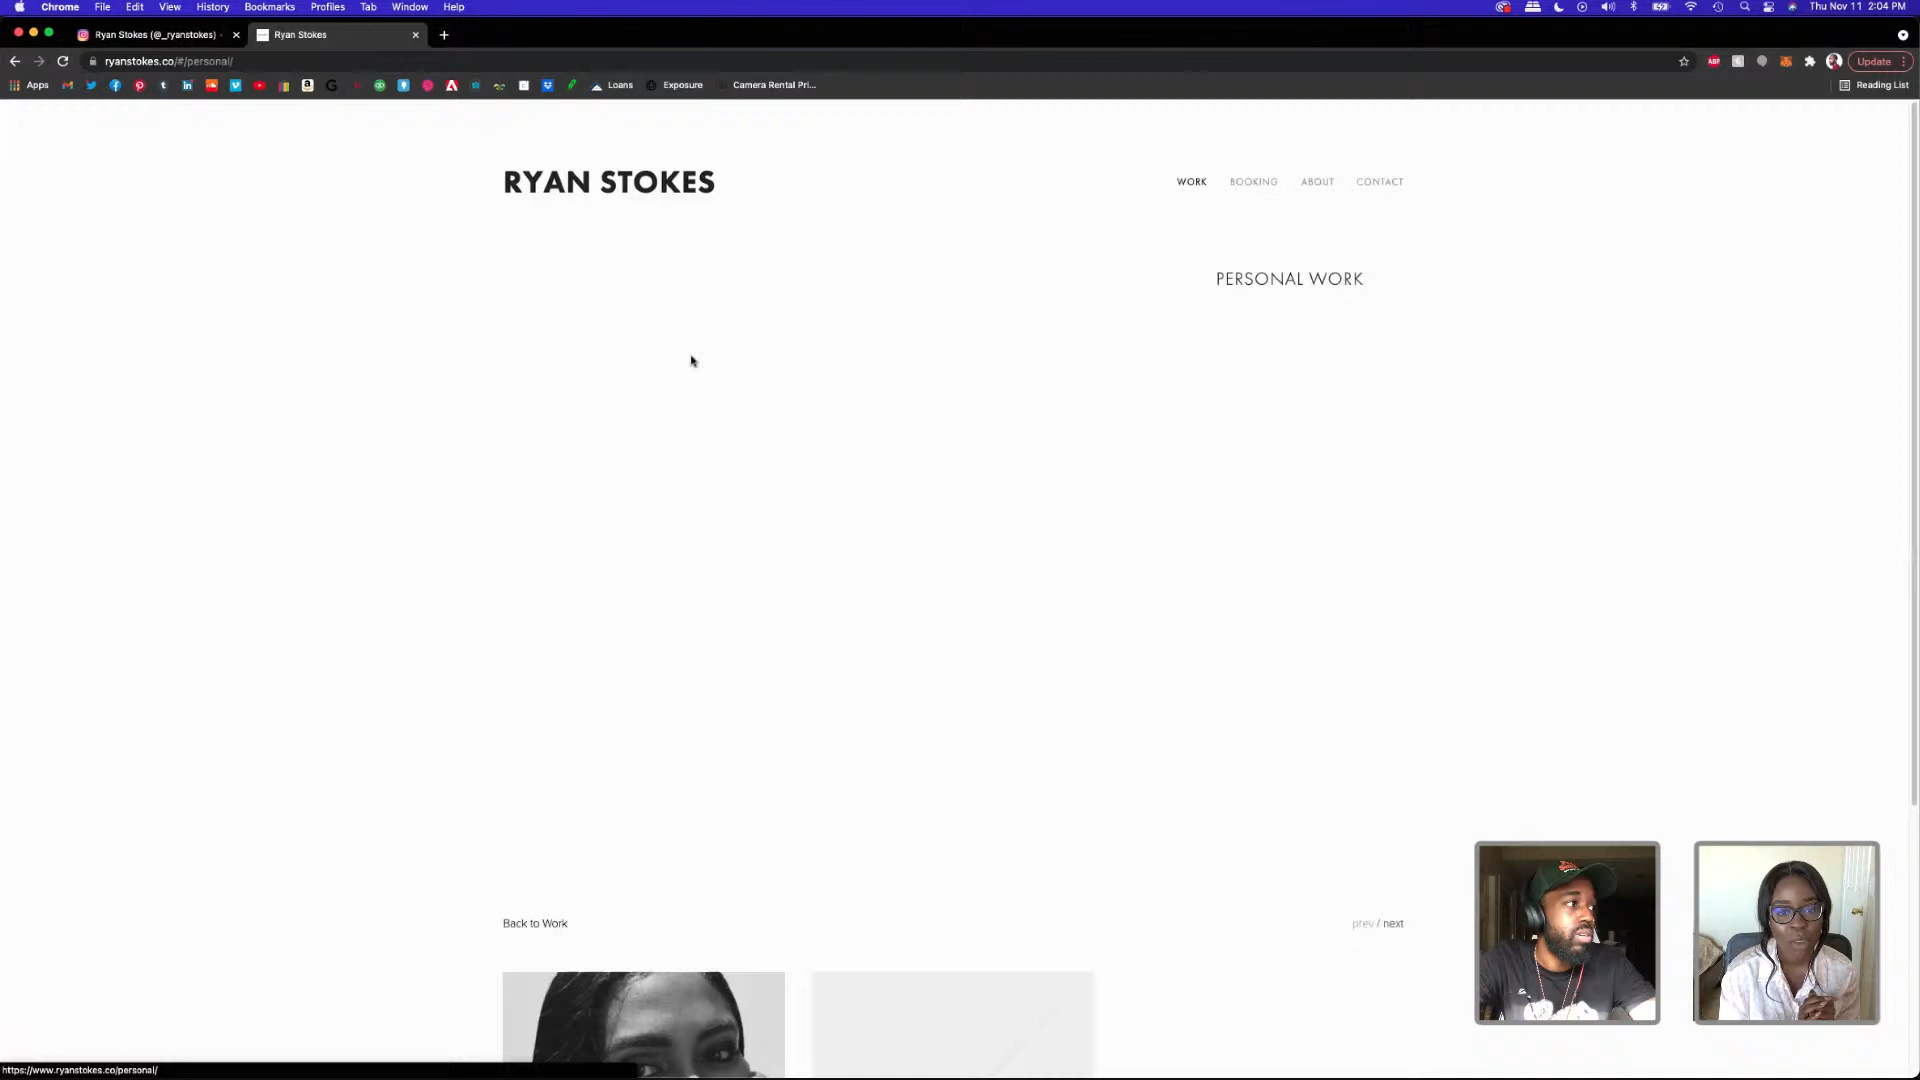 Chrome File Edit View History Bookmarks Profiles Tab Window Help Thu Nov 11 2:04 PM
Ryan Stokes (@_ryanstokes) Ryan Stokes
ryanstokes.co/#/personal/ ABP Update
Apps Loans Exposure Camera Rental Pri... Reading List
RYAN STOKES
WORK BOOKING ABOUT CONTACT
PERSONAL WORK
Back to Work prev / next
https://www.ryanstokes.co/personal/